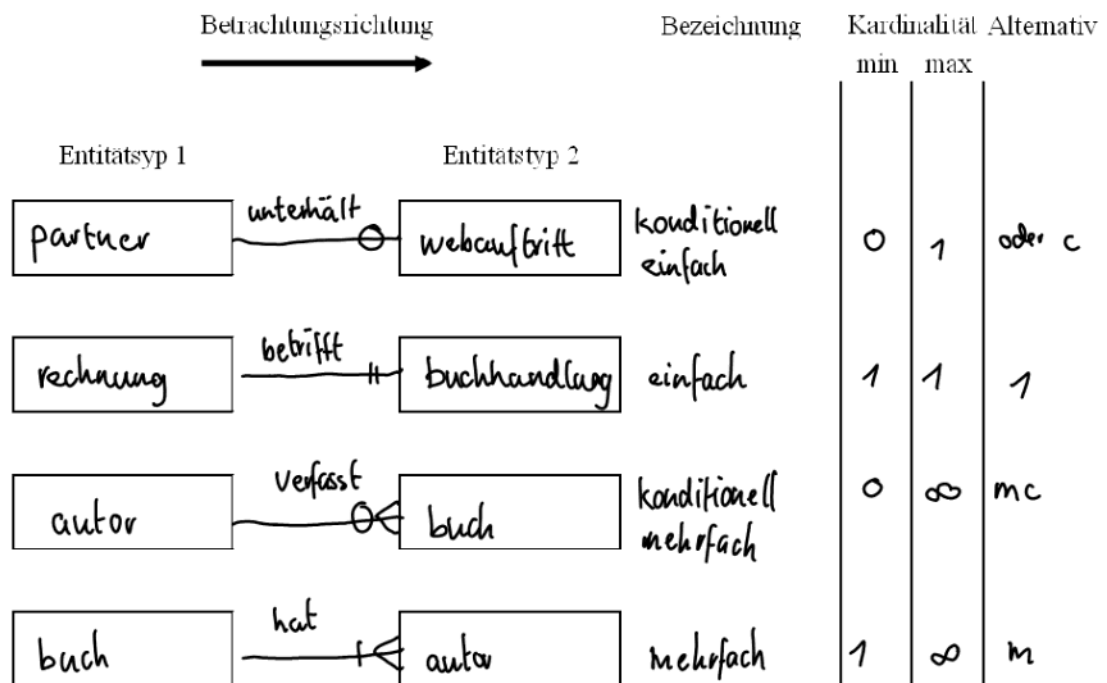 Betrachtungsrichtung Bezeichnung Kardinalität Alternativ
min max
Entitätsyp 1 Entitätstyp 2
partner unterhält webauftritt konditionell einfach 0 1 oder c
rechnung betrifft buchhandlung einfach 1 1 1
autor verfasst buch konditionell mehrfach 0 ∞ mc
buch hat autor mehrfach 1 ∞ m